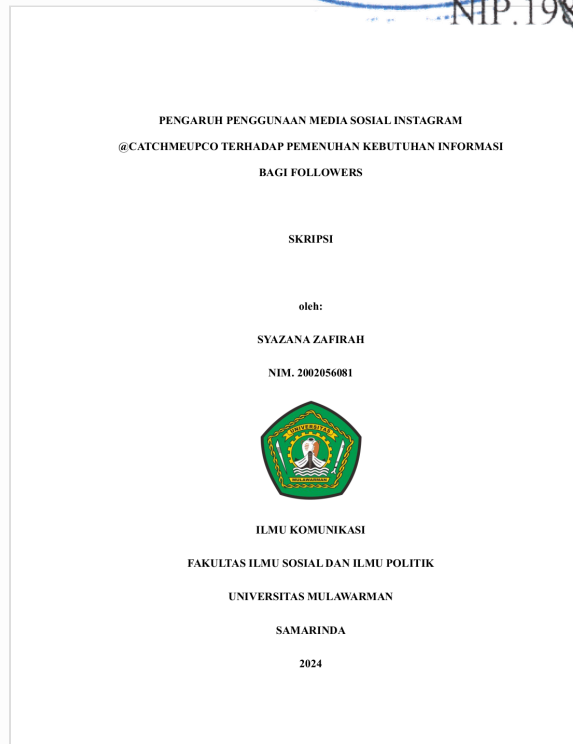 NIP.198
PENGARUH PENGGUNAAN MEDIA SOSIAL INSTAGRAM
@CATCHMEUPCO TERHADAP PEMENUHAN KEBUTUHAN INFORMASI
BAGI FOLLOWERS
SKRIPSI
oleh:
SYAZANA ZAFIRAH
NIM. 2002056081
UNIVERSITAS
MULAWARMAN
ILMU KOMUNIKASI
FAKULTAS ILMU SOSIAL DAN ILMU POLITIK
UNIVERSITAS MULAWARMAN
SAMARINDA
2024